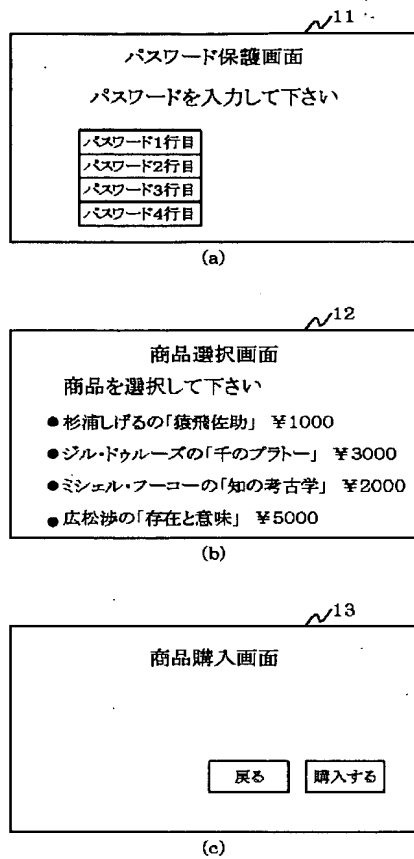 11
パスワード保護画面
パスワードを入力して下さい
パスワード1行目
パスワード2行目
パスワード3行目
パスワード4行目
(a)
12
商品選択画面
商品を選択して下さい
●杉浦しげるの「猿飛佐助」 ¥1000
●ジル・ドゥルーズの「千のプラトー」 ¥3000
●ミシェル・フーコーの「知の考古学」 ¥2000
●広松渉の「存在と意味」 ¥5000
(b)
13
商品購入画面
戻る 購入する
(c)